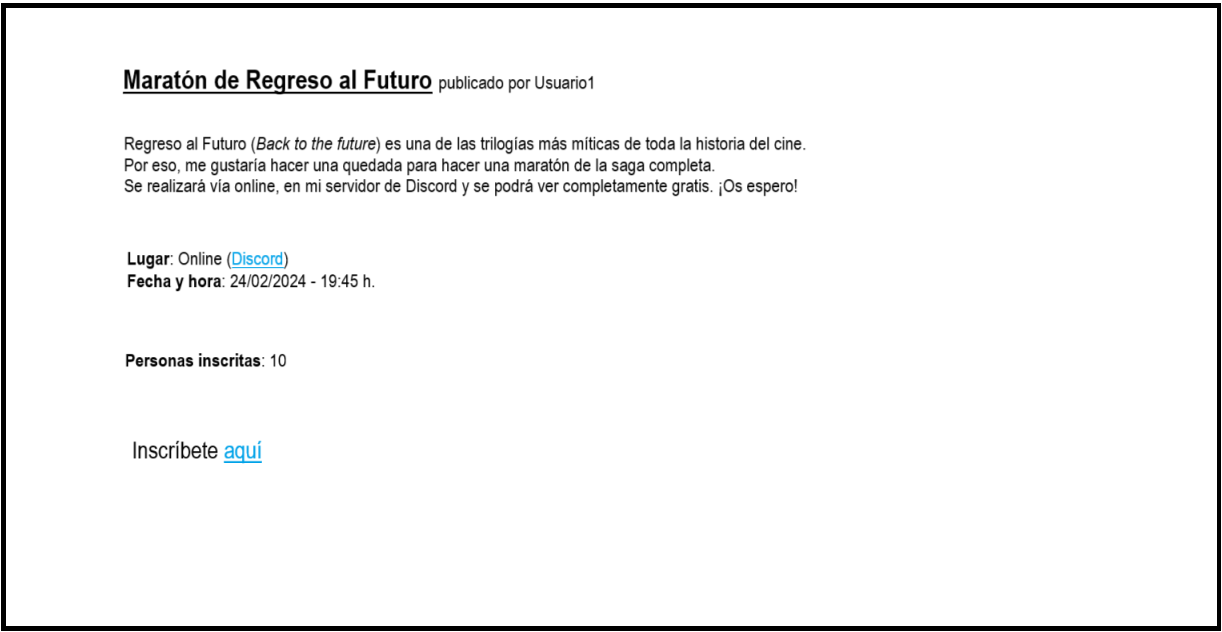 Maratón de Regreso al Futuro publicado por Usuario1
Regreso al Futuro (Back to the future) es una de las trilogías más míticas de toda la historia del cine.
Por eso, me gustaría hacer una quedada para hacer una maratón de la saga completa.
Se realizará vía online, en mi servidor de Discord y se podrá ver completamente gratis. ¡Os espero!
Lugar: Online (Discord)
Fecha y hora: 24/02/2024 - 19:45 h.
Personas inscritas: 10
Inscríbete aquí